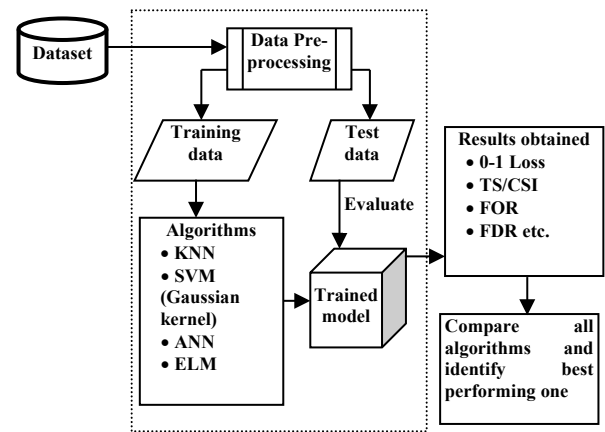 Dataset
Data Pre-
processing
Training
data
Test
data
Evaluate
Algorithms
• KNN
• SVM
(Gaussian
kernel)
• ANN
• ELM
Trained
model
Results obtained
• 0-1 Loss
• TS/CSI
• FOR
• FDR etc.
Compare all
algorithms and
identify best
performing one